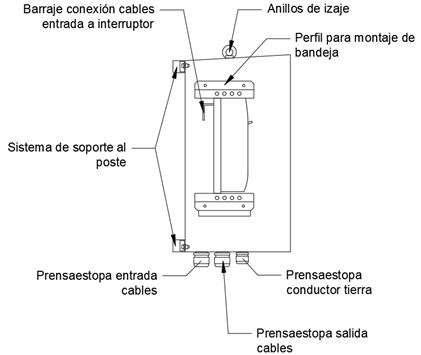 Barraje conexión cables
entrada a interruptor
Anillos de izaje
Perfil para montaje de
bandeja
Sistema de soporte al
poste
Prensaestopa entrada
cables
Prensaestopa
conductor tierra
Prensaestopa salida
cables